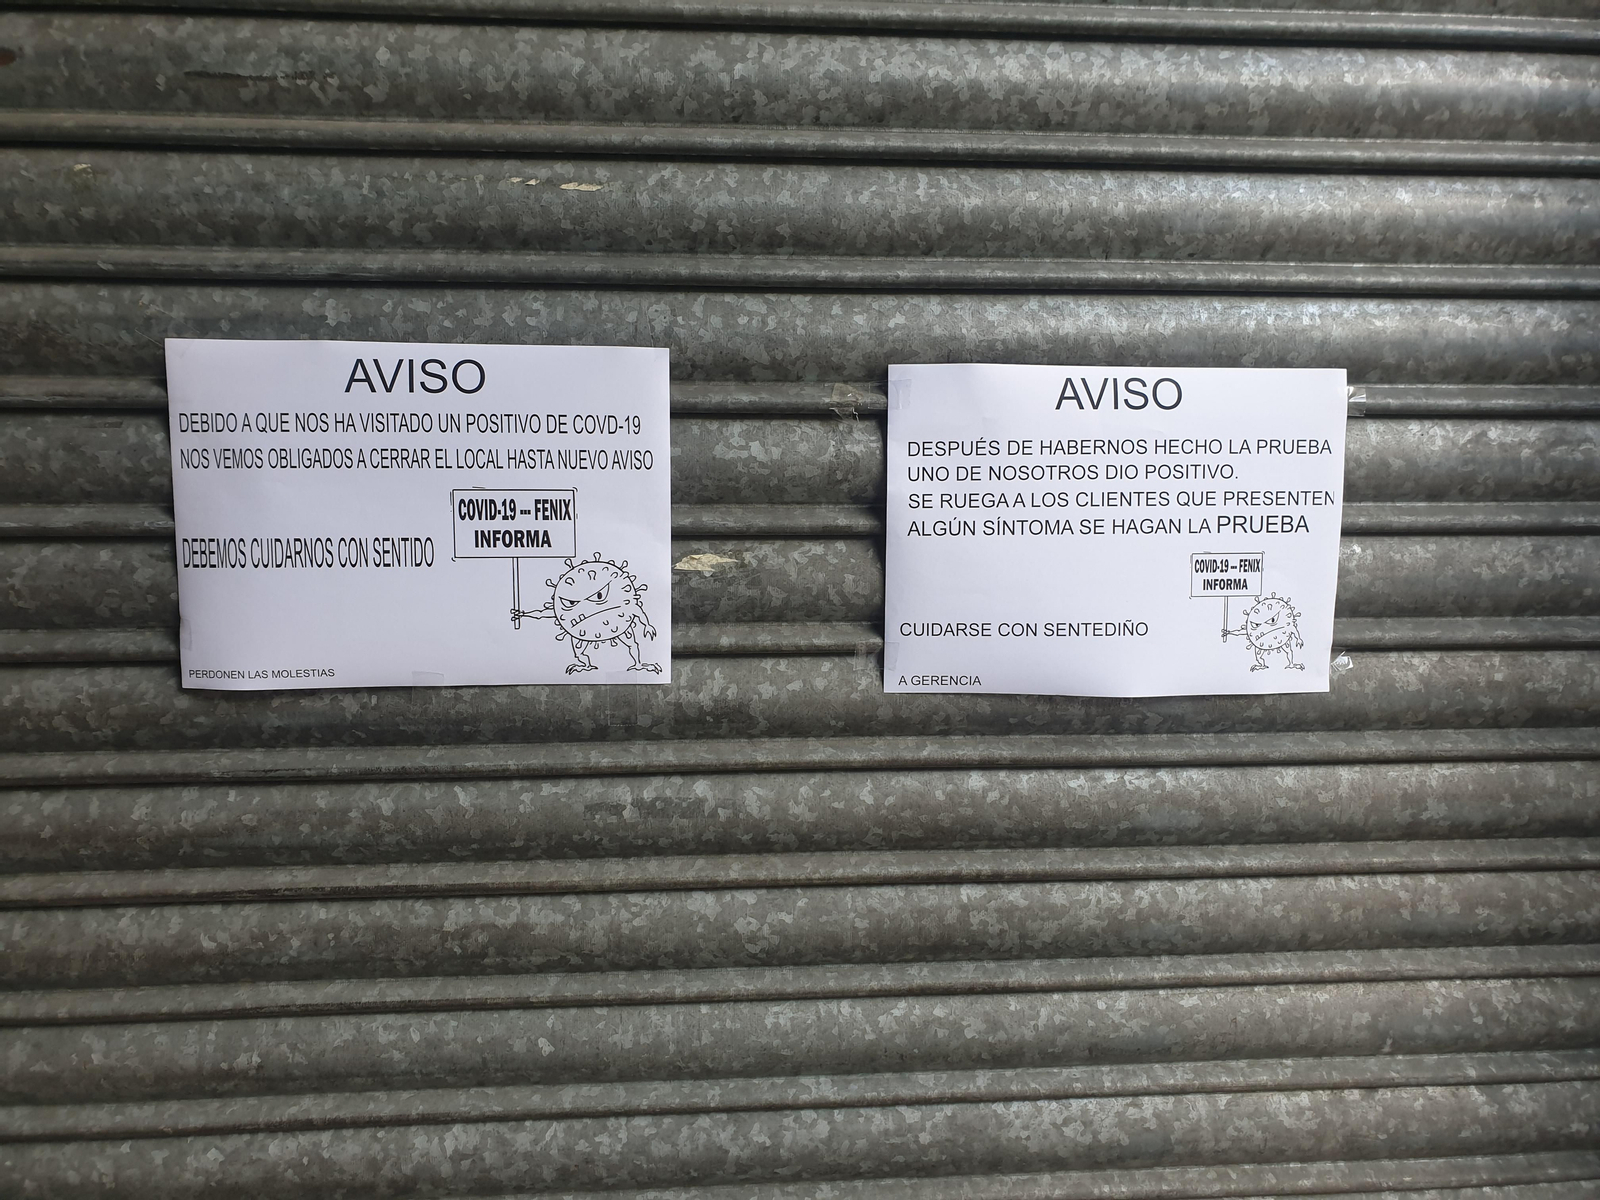 AVISO
DEBIDO A QUE NOS HA VISITADO UN POSITIVO DE COVD-19
NOS VEMOS OBLIGADOS A CERRAR EL LOCAL HASTA NUEVO AVISO
COVID-19 --- FENIX
INFORMA
DEBEMOS CUIDARNOS CON SENTIDO
PERDONEN LAS MOLESTIAS
AVISO
DESPUÉS DE HABERNOS HECHO LA PRUEBA
UNO DE NOSOTROS DIO POSITIVO.
SE RUEGA A LOS CLIENTES QUE PRESENTEN
ALGÚN SÍNTOMA SE HAGAN LA PRUEBA
COVID-19 --- FENIX
INFORMA
CUIDARSE CON SENTEDIÑO
A GERENCIA